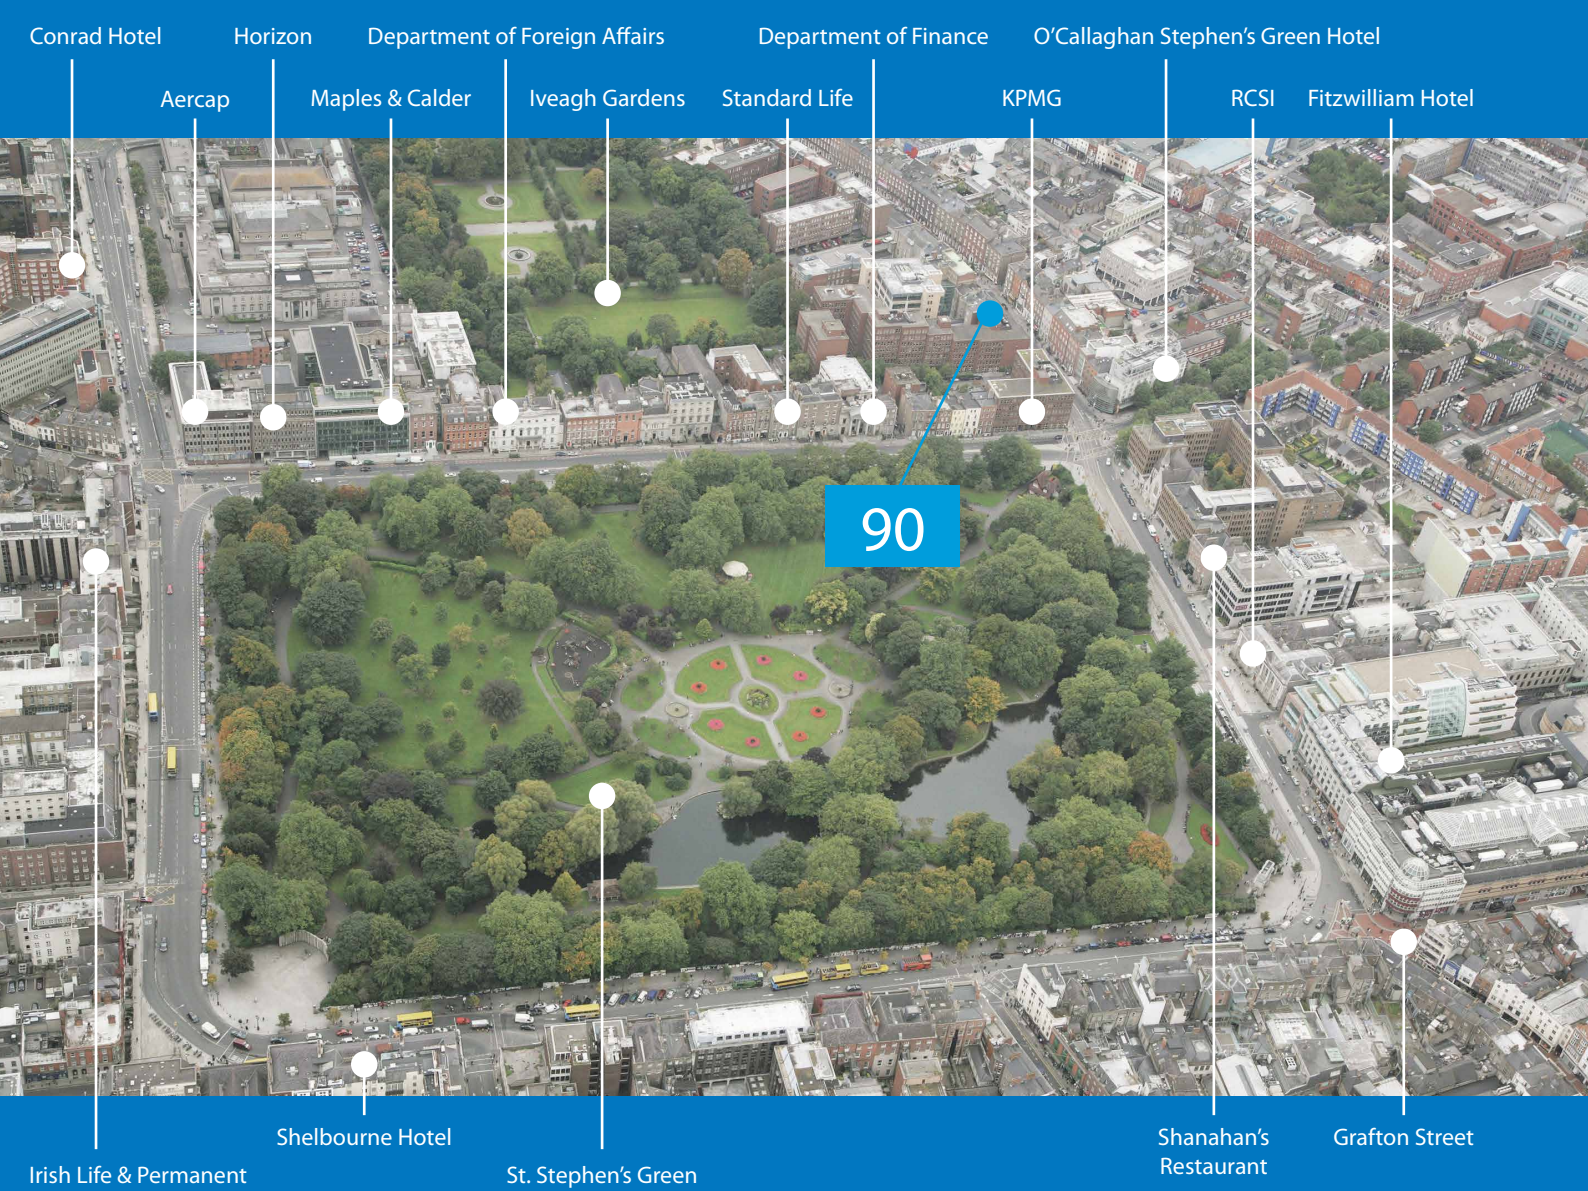 Conrad Hotel
Horizon
Department of Foreign Affairs
Department of Finance
O'Callaghan Stephen's Green Hotel
Aercap
Maples & Calder
Iveagh Gardens
Standard Life
KPMG
RCSI
Fitzwilliam Hotel
90
Shelbourne Hotel
Shanahan's
Restaurant
Grafton Street
Irish Life & Permanent
St. Stephen's Green